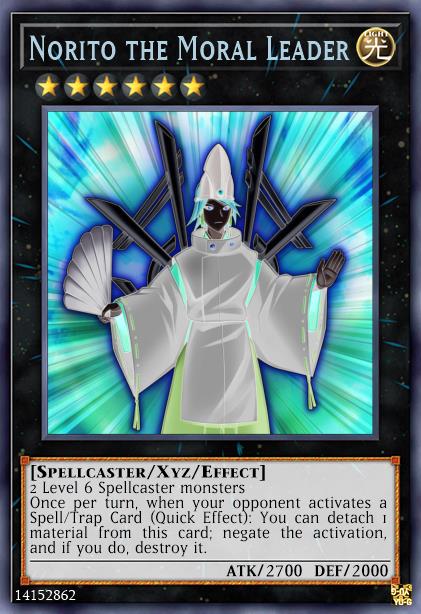 Norito the Moral Leader
LIGHT
光
[Spellcaster/Xyz/Effect]
2 Level 6 Spellcaster monsters
Once per turn, when your opponent activates a
Spell/Trap Card (Quick Effect): You can detach 1
material from this card; negate the activation,
and if you do, destroy it.
ATK/2700 DEF/2000
14152862